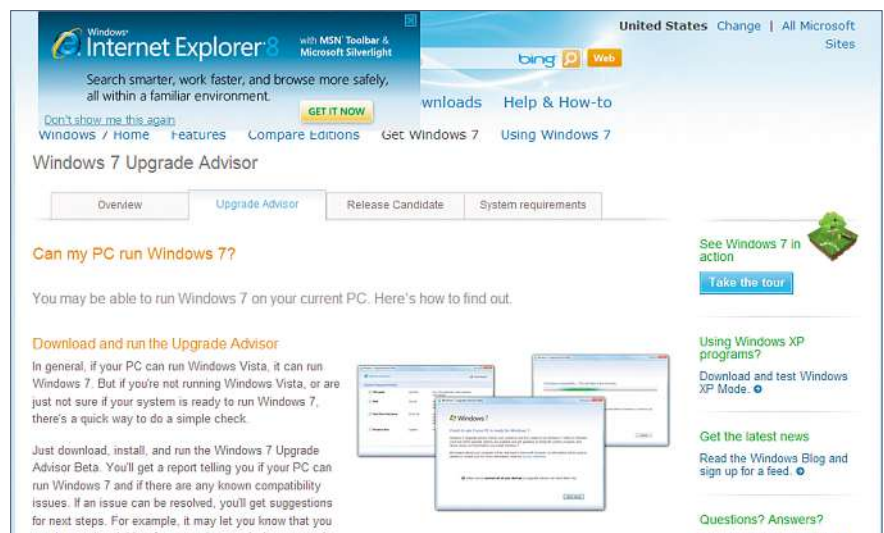 Windows®
Internet Explorer 8
with MSN® Toolbar &
Microsoft Silverlight
Search smarter, work faster, and browse more safely,
all within a familiar environment.
GET IT NOW
Don't show me this again
United States Change | All Microsoft
Sites
bing
Web
wnloads Help & How-to
Windows 7 Home Features Compare Editions Get Windows 7 Using Windows 7
Windows 7 Upgrade Advisor
Overview Upgrade Advisor Release Candidate System requirements
Can my PC run Windows 7?
You may be able to run Windows 7 on your current PC. Here's how to find out.
Download and run the Upgrade Advisor
In general, if your PC can run Windows Vista, it can run
Windows 7. But if you're not running Windows Vista, or are
just not sure if your system is ready to run Windows 7,
there's a quick way to do a simple check.
Just download, install, and run the Windows 7 Upgrade
Advisor Beta. You'll get a report telling you if your PC can
run Windows 7 and if there are any known compatibility
issues. If an issue can be resolved, you'll get suggestions
for next steps. For example, it may let you know that you
Windows 7
See Windows 7 in
action
Take the tour
Using Windows XP
programs?
Download and test Windows
XP Mode.
Get the latest news
Read the Windows Blog and
sign up for a feed.
Questions? Answers?